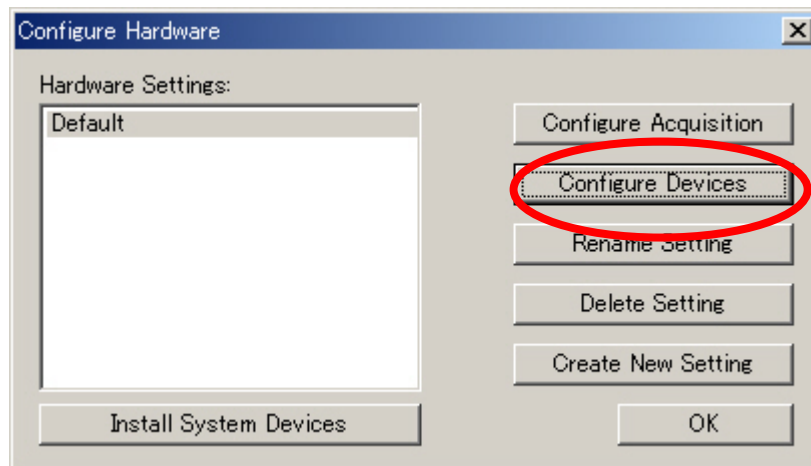 Configure Hardware
Hardware Settings:
Default
Configure Acquisition
Configure Devices
Rename Setting
Delete Setting
Create New Setting
Install System Devices
OK